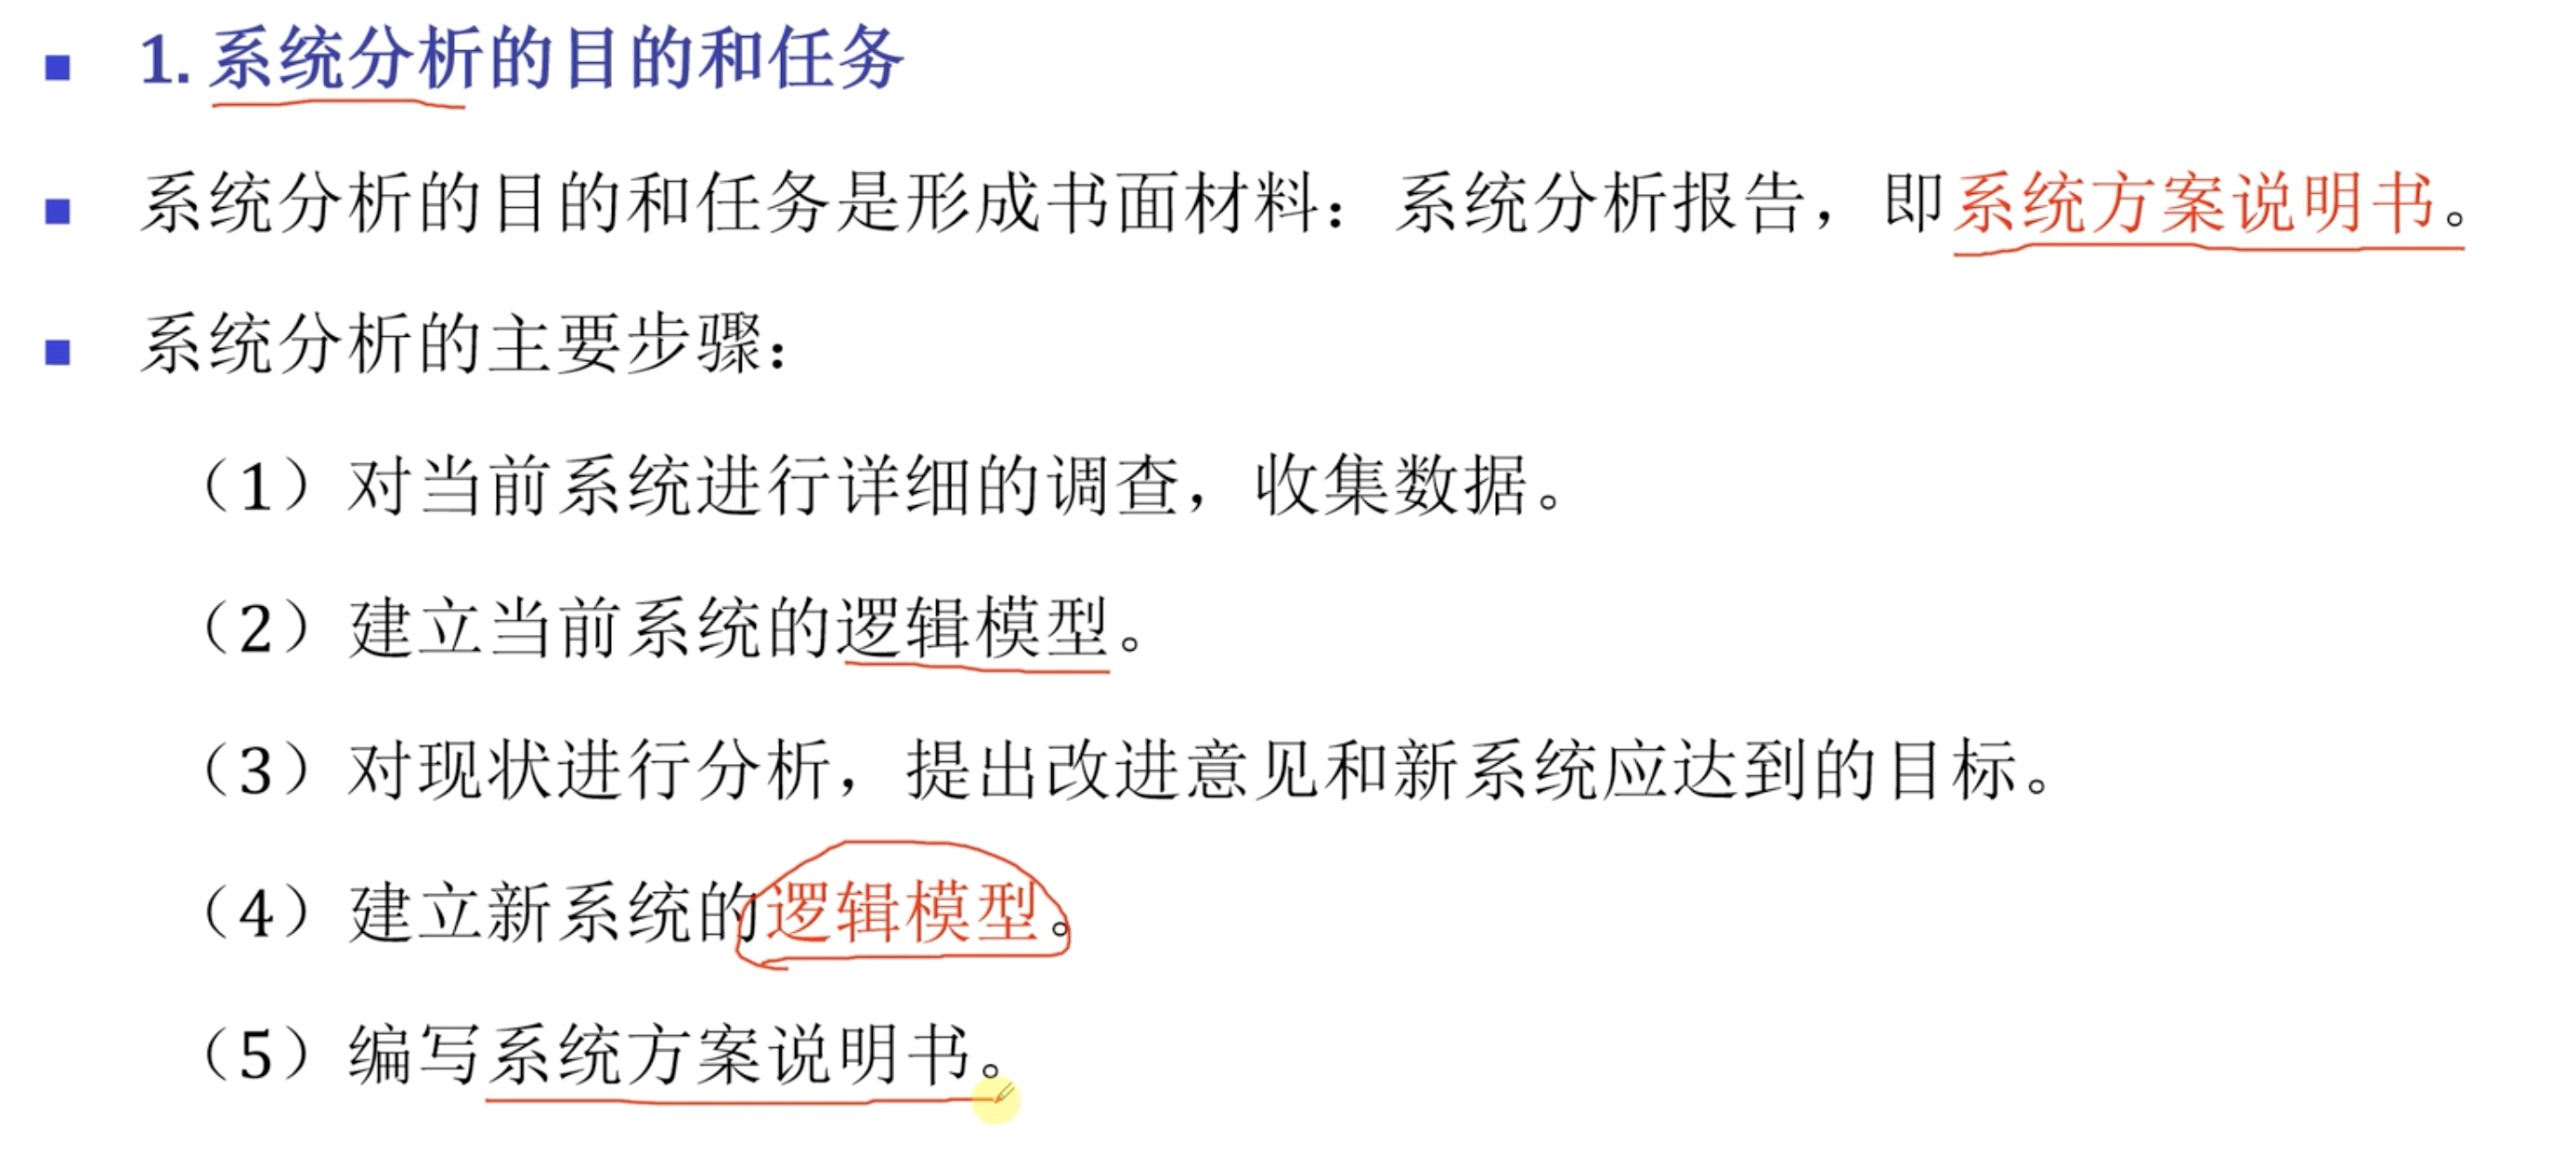 1. 系统分析的目的和任务
系统分析的目的和任务是形成书面材料：系统分析报告，即系统方案说明书。
系统分析的主要步骤：
（1）对当前系统进行详细的调查，收集数据。
（2）建立当前系统的逻辑模型。
（3）对现状进行分析，提出改进意见和新系统应达到的目标。
（4）建立新系统的逻辑模型。
（5）编写系统方案说明书。